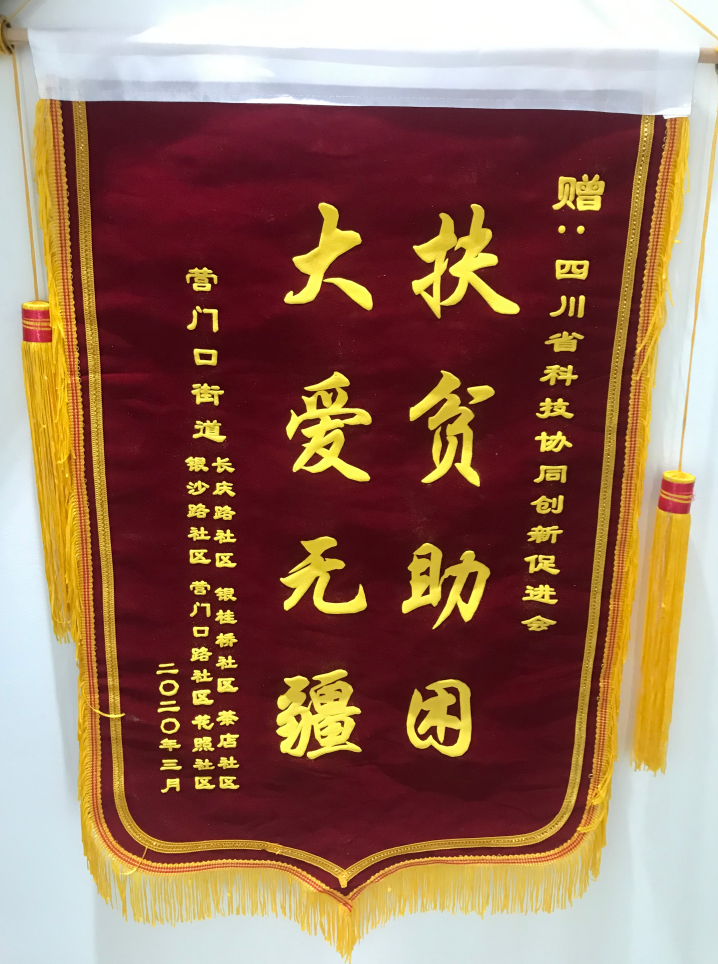 赠:四川省科技协同创新促进会
扶贫助困
大爱无疆
营门口街道
长庆路社区 银桂桥社区 茶店社区
银沙路社区 营门口路社区 花照社区
二〇二〇年三月